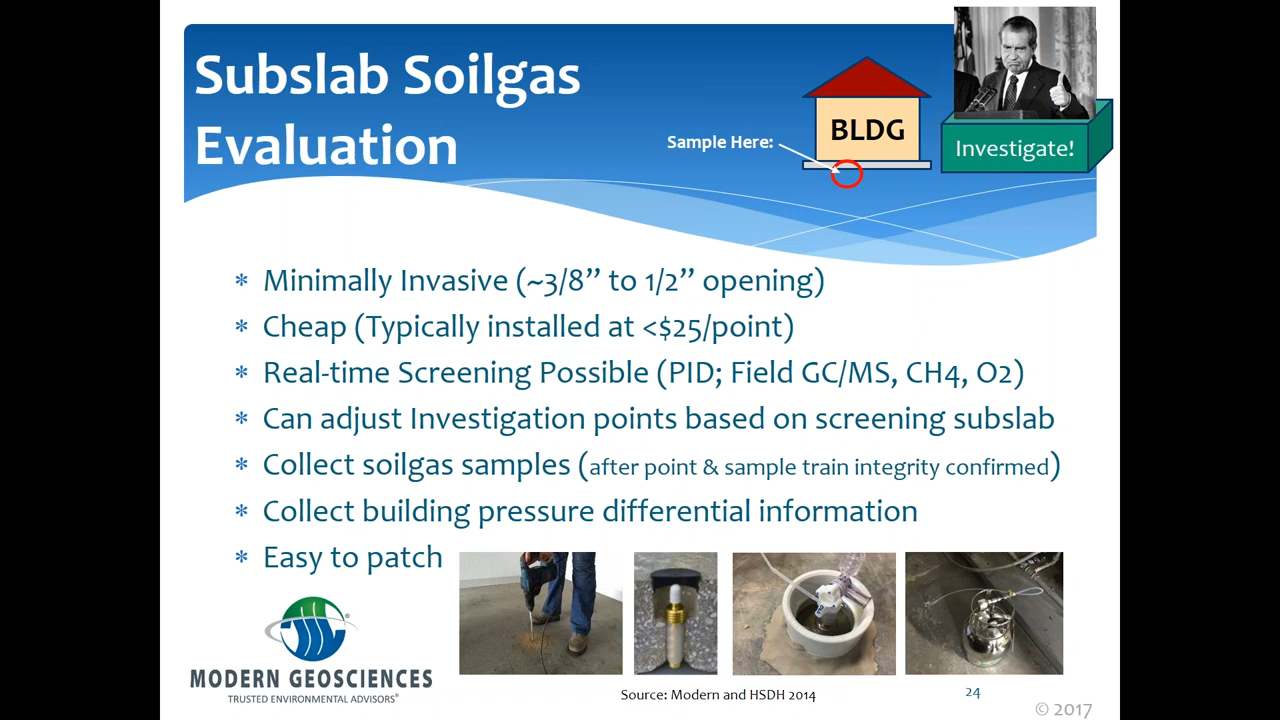 Subslab Soilgas
Evaluation
Sample Here:
BLDG
Investigate!
* Minimally Invasive (~3/8” to 1/2” opening)
* Cheap (Typically installed at <$25/point)
* Real-time Screening Possible (PID; Field GC/MS, CH4, O2)
* Can adjust Investigation points based on screening subslab
* Collect soilgas samples (after point & sample train integrity confirmed)
* Collect building pressure differential information
* Easy to patch
MODERN GEOSCIENCES
TRUSTED ENVIRONMENTAL ADVISORS®
Source: Modern and HSDH 2014
24
© 2017